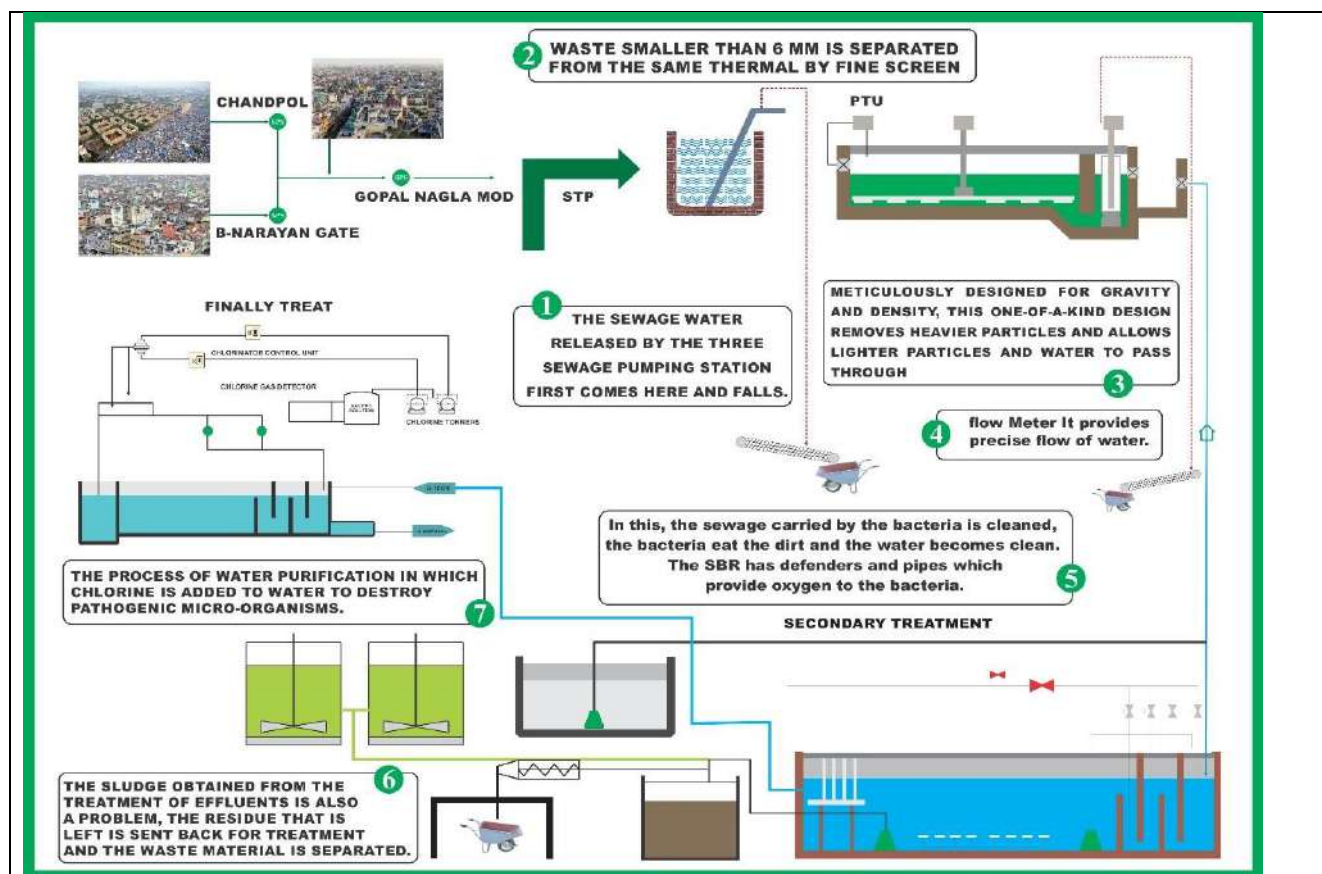 2
WASTE SMALLER THAN 6 MM IS SEPARATED
FROM THE SAME THERMAL BY FINE SCREEN
CHANDPOL
B-NARAYAN GATE
GOPAL NAGLA MOD
STP
PTU
1
THE SEWAGE WATER
RELEASED BY THE THREE
SEWAGE PUMPING STATION
FIRST COMES HERE AND FALLS.
METICULOUSLY DESIGNED FOR GRAVITY
AND DENSITY, THIS ONE-OF-A-KIND DESIGN
REMOVES HEAVIER PARTICLES AND ALLOWS
LIGHTER PARTICLES AND WATER TO PASS
THROUGH
3
4
flow Meter It provides
precise flow of water.
FINALLY TREAT
CHLORINATOR CONTROL UNIT
CHLORINE GAS DETECTOR
CHLORINE TONNERS
In this, the sewage carried by the bacteria is cleaned,
the bacteria eat the dirt and the water becomes clean.
The SBR has defenders and pipes which
provide oxygen to the bacteria.
5
THE PROCESS OF WATER PURIFICATION IN WHICH
CHLORINE IS ADDED TO WATER TO DESTROY
PATHOGENIC MICRO-ORGANISMS.
7
SECONDARY TREATMENT
6
THE SLUDGE OBTAINED FROM THE
TREATMENT OF EFFLUENTS IS ALSO
A PROBLEM, THE RESIDUE THAT IS
LEFT IS SENT BACK FOR TREATMENT
AND THE WASTE MATERIAL IS SEPARATED.